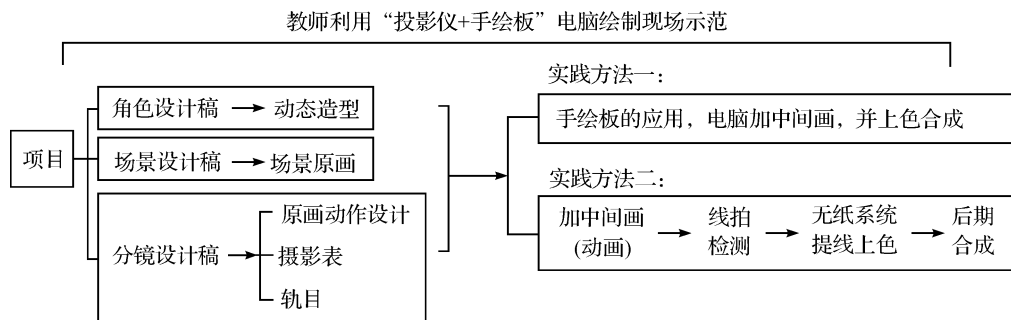 教师利用“投影仪+手绘板”电脑绘制现场示范
项目
角色设计稿 动态造型
场景设计稿 场景原画
分镜设计稿
原画动作设计
摄影表
轨目
实践方法一：
手绘板的应用，电脑加中间画，并上色合成
实践方法二：
加中间画
(动画)
线拍
检测
无纸系统
提线上色
后期
合成